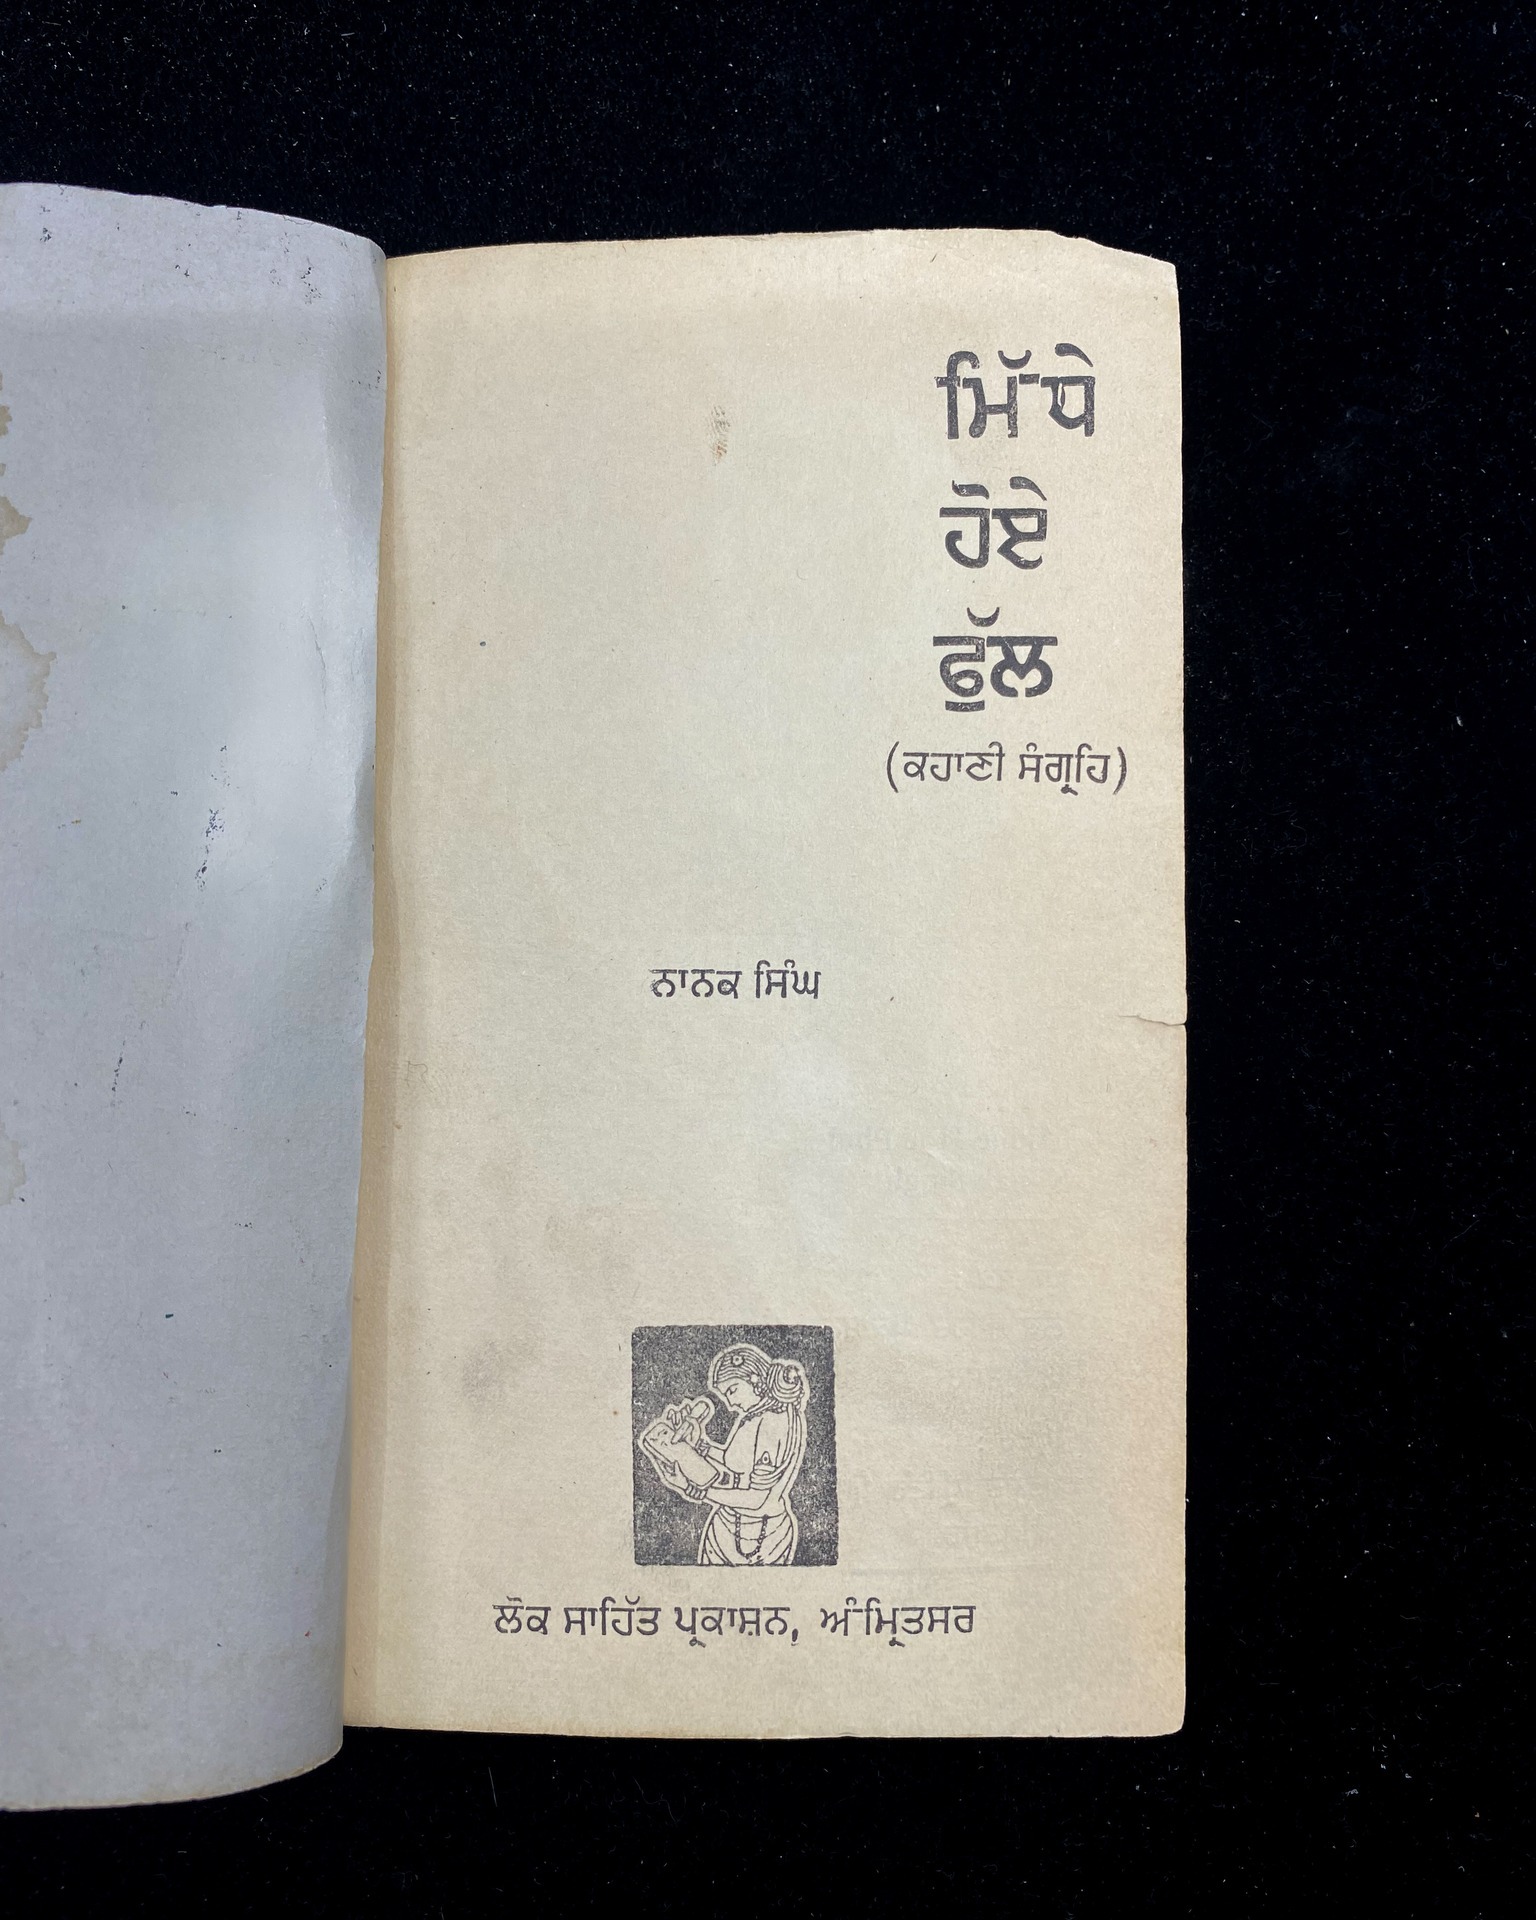 ਮਿੱਧੇ
ਹੋਏ
ਫੁੱਲ
(ਕਹਾਣੀ ਸੰਗ੍ਰਹਿ)
ਨਾਨਕ ਸਿੰਘ
ਲੋਕ ਸਾਹਿੱਤ ਪ੍ਰਕਾਸ਼ਨ, ਅੰਮ੍ਰਿਤਸਰ